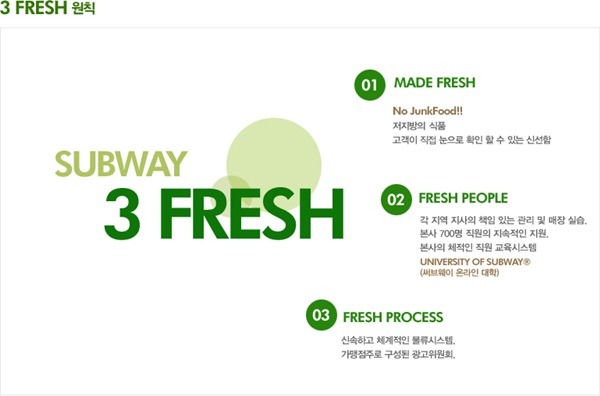 3 FRESH 원칙
SUBWAY
3 FRESH
01 MADE FRESH
No JunkFood!!
저지방의 식품
고객이 직접 눈으로 확인 할 수 있는 신선함
02 FRESH PEOPLE
각 지역 지사의 책임 있는 관리 및 매장 실습.
본사 700명 직원의 지속적인 지원.
본사의 체적인 직원 교육시스템
UNIVERSITY OF SUBWAY®
(써브웨이 온라인 대학)
03 FRESH PROCESS
신속하고 체계적인 물류시스템.
가맹점주로 구성된 광고위원회.